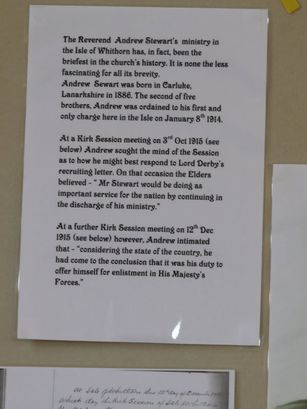 The Reverend Andrew Stewart's ministry in
the Isle of Whithorn has, in fact, been the
briefest in the church's history. It is none the less
fascinating for all its brevity.
Andrew Sewart was born in Carluke,
Lanarkshire in 1886. The second of five
brothers, Andrew was ordained to his first and
only charge here in the Isle on January 8th 1914.
At a Kirk Session meeting on 3rd Oct 1915 (see
below) Andrew sought the mind of the Session
as to how he might best respond to Lord Derby's
recruiting letter. On that occasion the Elders
believed - " Mr Stewart would be doing as
important service for the nation by continuing in
the discharge of his ministry."
At a further Kirk Session meeting on 12th Dec
1915 (see below) however, Andrew intimated
that - "considering the state of the country, he
had come to the conclusion that it was his duty to
offer himself for enlistment in His Majesty's
Forces."